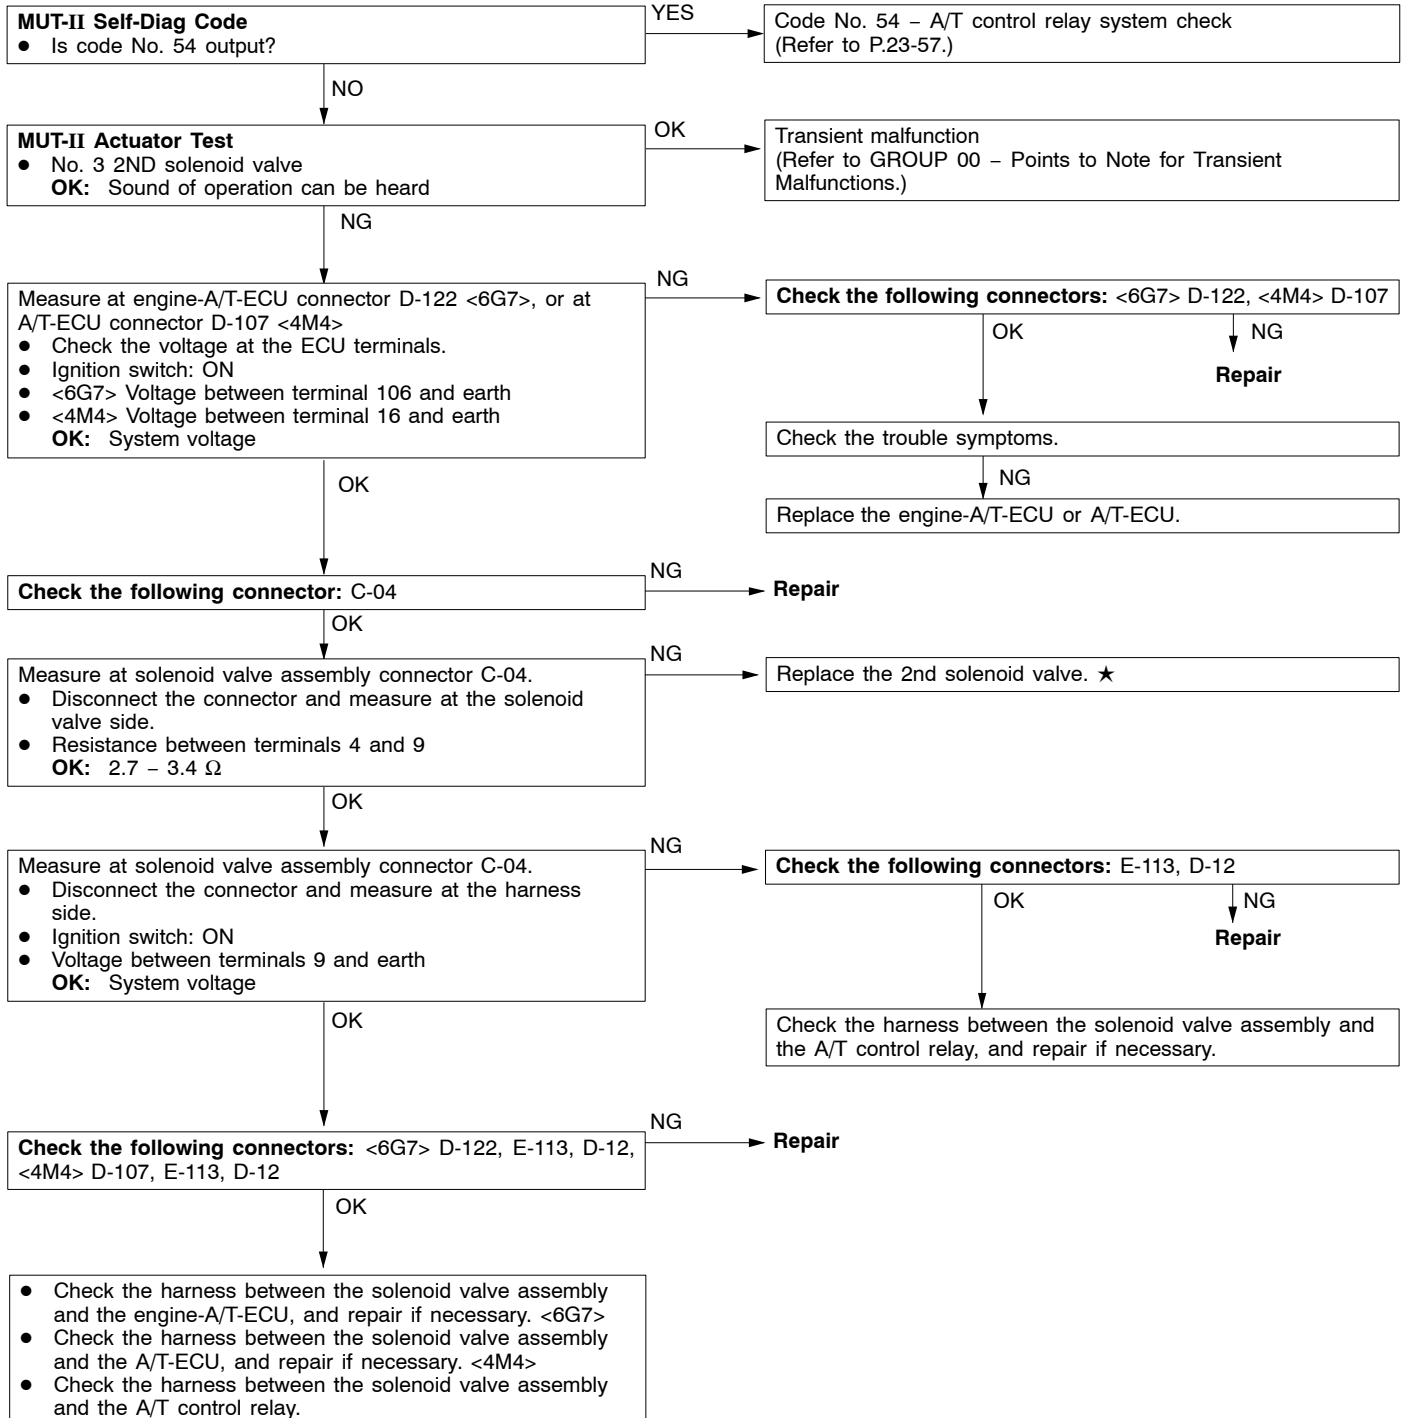 MUT-II Self-Diag Code
● Is code No. 54 output?
YES
Code No. 54 – A/T control relay system check
(Refer to P.23-57.)
NO
MUT-II Actuator Test
● No. 3 2ND solenoid valve
OK: Sound of operation can be heard
OK
Transient malfunction
(Refer to GROUP 00 – Points to Note for Transient
Malfunctions.)
NG
Measure at engine-A/T-ECU connector D-122 <6G7>, or at
A/T-ECU connector D-107 <4M4>
● Check the voltage at the ECU terminals.
● Ignition switch: ON
● <6G7> Voltage between terminal 106 and earth
● <4M4> Voltage between terminal 16 and earth
OK: System voltage
NG
Check the following connectors: <6G7> D-122, <4M4> D-107
OK
NG
Repair
Check the trouble symptoms.
NG
Replace the engine-A/T-ECU or A/T-ECU.
OK
Check the following connector: C-04
NG
Repair
OK
Measure at solenoid valve assembly connector C-04.
● Disconnect the connector and measure at the solenoid
valve side.
● Resistance between terminals 4 and 9
OK: 2.7 – 3.4 Ω
NG
Replace the 2nd solenoid valve. ★
OK
Measure at solenoid valve assembly connector C-04.
● Disconnect the connector and measure at the harness
side.
● Ignition switch: ON
● Voltage between terminals 9 and earth
OK: System voltage
NG
Check the following connectors: E-113, D-12
OK
NG
Repair
Check the harness between the solenoid valve assembly and
the A/T control relay, and repair if necessary.
OK
Check the following connectors: <6G7> D-122, E-113, D-12,
<4M4> D-107, E-113, D-12
NG
Repair
OK
● Check the harness between the solenoid valve assembly
and the engine-A/T-ECU, and repair if necessary. <6G7>
● Check the harness between the solenoid valve assembly
and the A/T-ECU, and repair if necessary. <4M4>
● Check the harness between the solenoid valve assembly
and the A/T control relay.